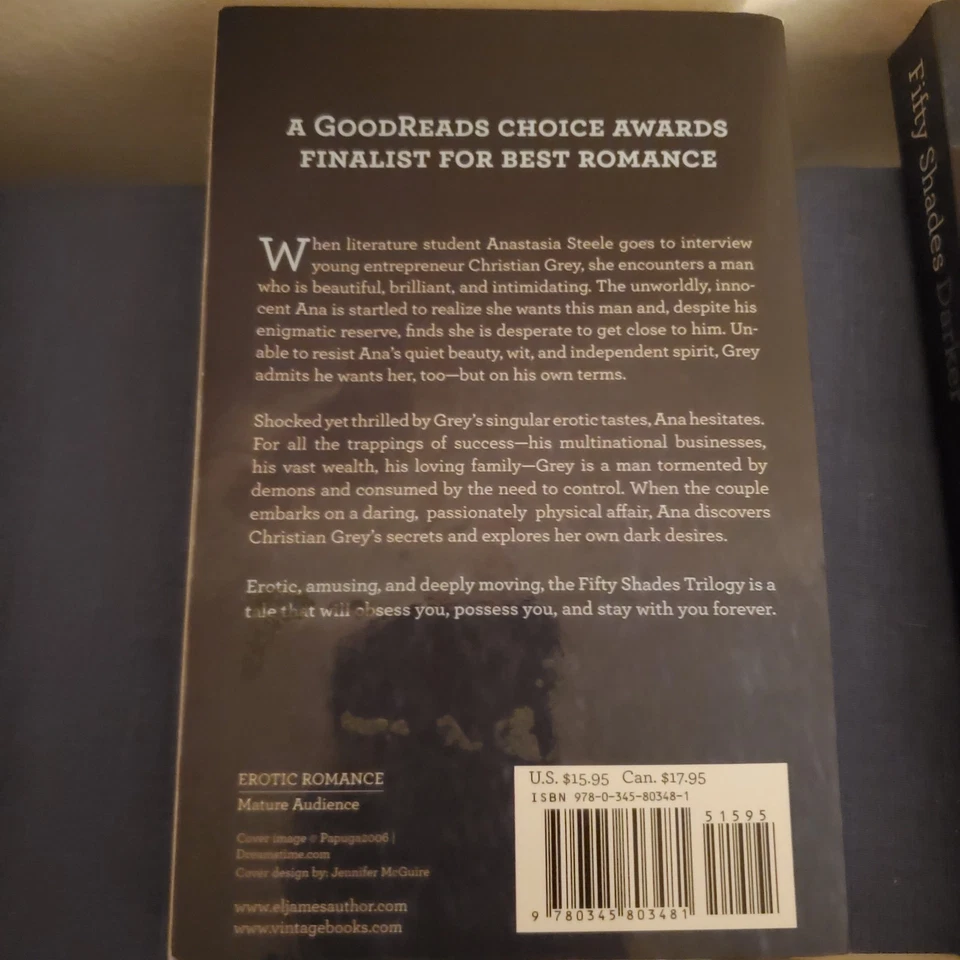 A GOODREADS CHOICE AWARDS
FINALIST FOR BEST ROMANCE
When literature student Anastasia Steele goes to interview
young entrepreneur Christian Grey, she encounters a man
who is beautiful, brilliant, and intimidating. The unworldly, inno-
cent Ana is startled to realize she wants this man and, despite his
enigmatic reserve, finds she is desperate to get close to him. Un-
able to resist Ana's quiet beauty, wit, and independent spirit, Grey
admits he wants her, too—but on his own terms.
Shocked yet thrilled by Grey's singular erotic tastes, Ana hesitates.
For all the trappings of success—his multinational businesses,
his vast wealth, his loving family—Grey is a man tormented by
demons and consumed by the need to control. When the couple
embarks on a daring, passionately physical affair, Ana discovers
Christian Grey's secrets and explores her own dark desires.
Erotic, amusing, and deeply moving, the Fifty Shades Trilogy is a
tale that will obsess you, possess you, and stay with you forever.
EROTIC ROMANCE
Mature Audience
Cover image © Papuga2006 |
Dreamstime.com
Cover design by: Jennifer McGuire
www.eljamesauthor.com
www.vintagebooks.com
U.S. $15.95 Can. $17.95
ISBN 978-0-345-80348-1
51595
9 780345 803481
Fifty Shades Darker